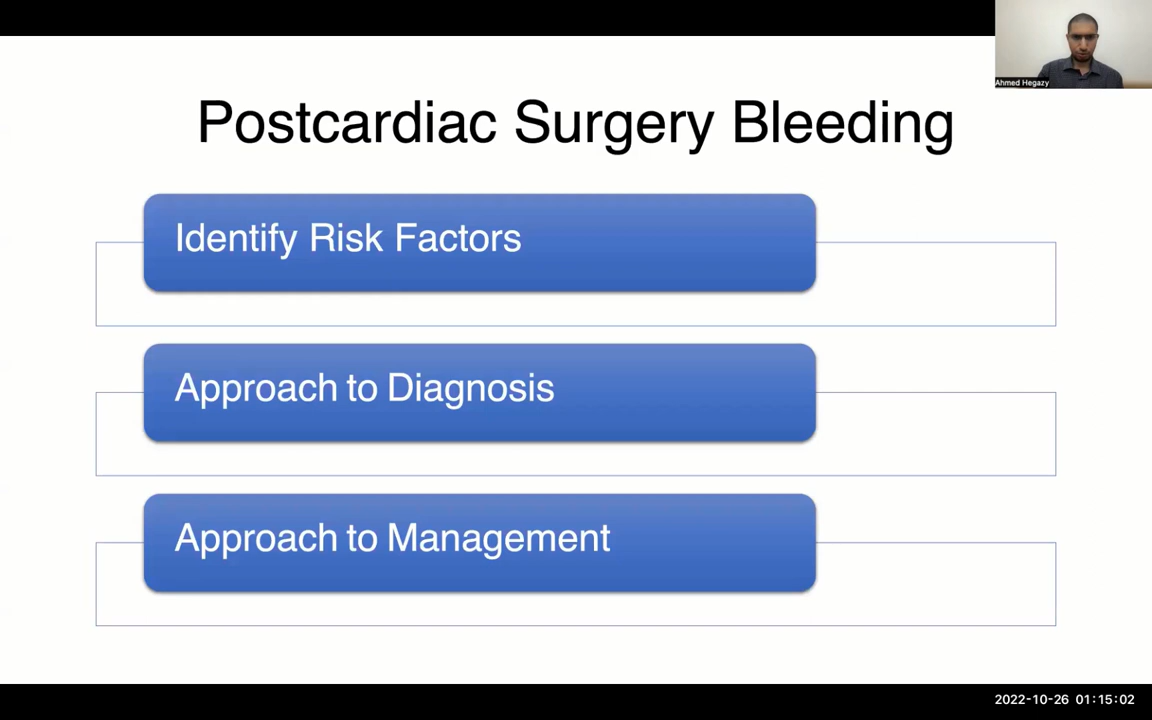 Ahmed Hegazy
Postcardiac Surgery Bleeding
Identify Risk Factors
Approach to Diagnosis
Approach to Management
2022-10-26 01:15:02